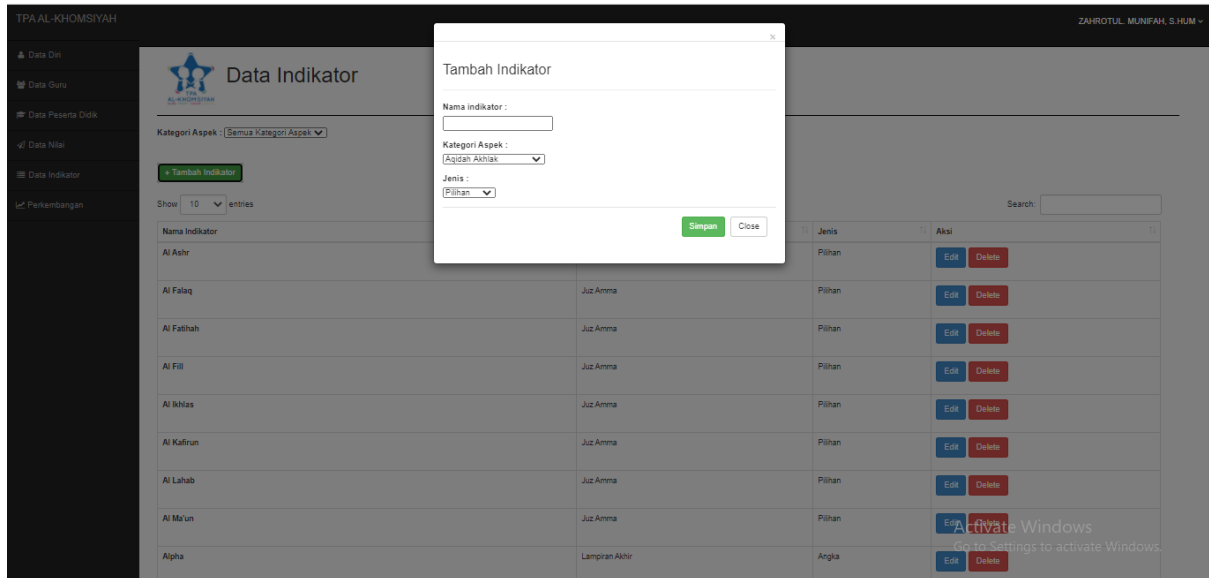 TPA AL-KHOMSIYAH
ZAHROTUL. MUNIFAH, S.HUM
Data Diri
Data Guru
Data Peserta Didik
Data Nilai
Data Indikator
Perkembangan
TPA
AL-KHOMSIYAH
Data Indikator
Kategori Aspek : Semua Kategori Aspek
+ Tambah Indikator
Show 10 entries
Search:
×
Tambah Indikator
Nama indikator :
Kategori Aspek :
Aqidah Akhlak
Jenis :
Pilihan
Simpan Close
Nama Indikator Jenis Aksi
Al Ashr Pilihan Edit Delete
Al Falaq Juz Amma Pilihan Edit Delete
Al Fatihah Juz Amma Pilihan Edit Delete
Al Fill Juz Amma Pilihan Edit Delete
Al Ikhlas Juz Amma Pilihan Edit Delete
Al Kafirun Juz Amma Pilihan Edit Delete
Al Lahab Juz Amma Pilihan Edit Delete
Al Ma'un Juz Amma Pilihan Edit Delete
Alpha Lampiran Akhir Angka Edit Delete
Activate Windows
Go to Settings to activate Windows.